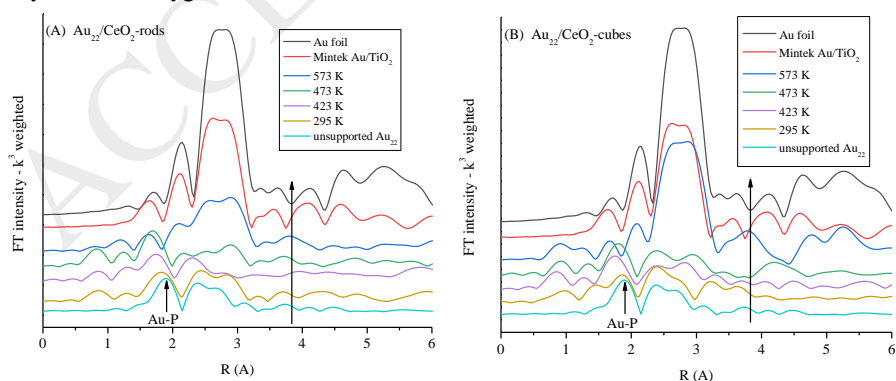 (A) Au₂₂/CeO₂-rods
Au foil
Mintek Au/TiO₂
573 K
473 K
423 K
295 K
unsupported Au₂₂
FT intensity - k³ weighted
Au-P
0 1 2 3 4 5 6
R (A)
(B) Au₂₂/CeO₂-cubes
Au foil
Mintek Au/TiO₂
573 K
473 K
423 K
295 K
unsupported Au₂₂
FT intensity - k³ weighted
Au-P
0 1 2 3 4 5 6
R (A)
ACCE